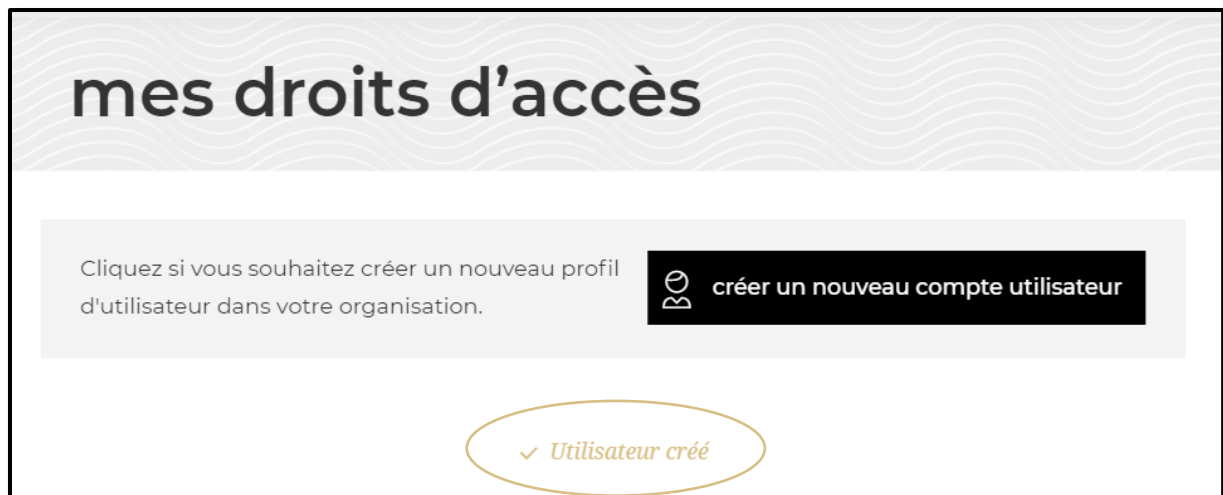 mes droits d’accès
Cliquez si vous souhaitez créer un nouveau profil
d'utilisateur dans votre organisation.
créer un nouveau compte utilisateur
Utilisateur créé